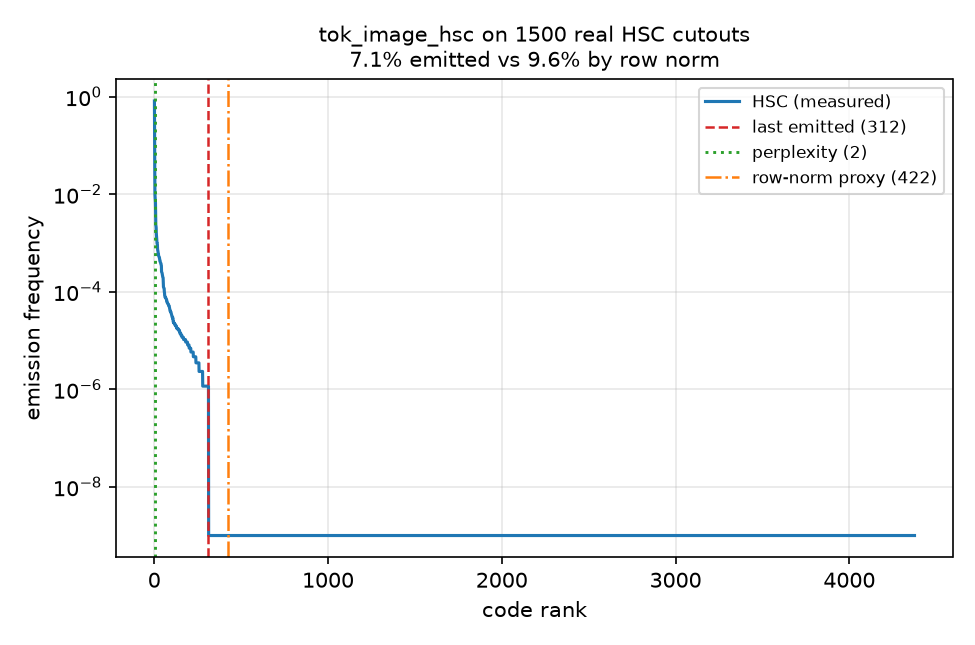 tok_image_hsc on 1500 real HSC cutouts
7.1% emitted vs 9.6% by row norm
HSC (measured)
last emitted (312)
perplexity (2)
row-norm proxy (422)
emission frequency
10⁰
10⁻²
10⁻⁴
10⁻⁶
10⁻⁸
0 1000 2000 3000 4000
code rank